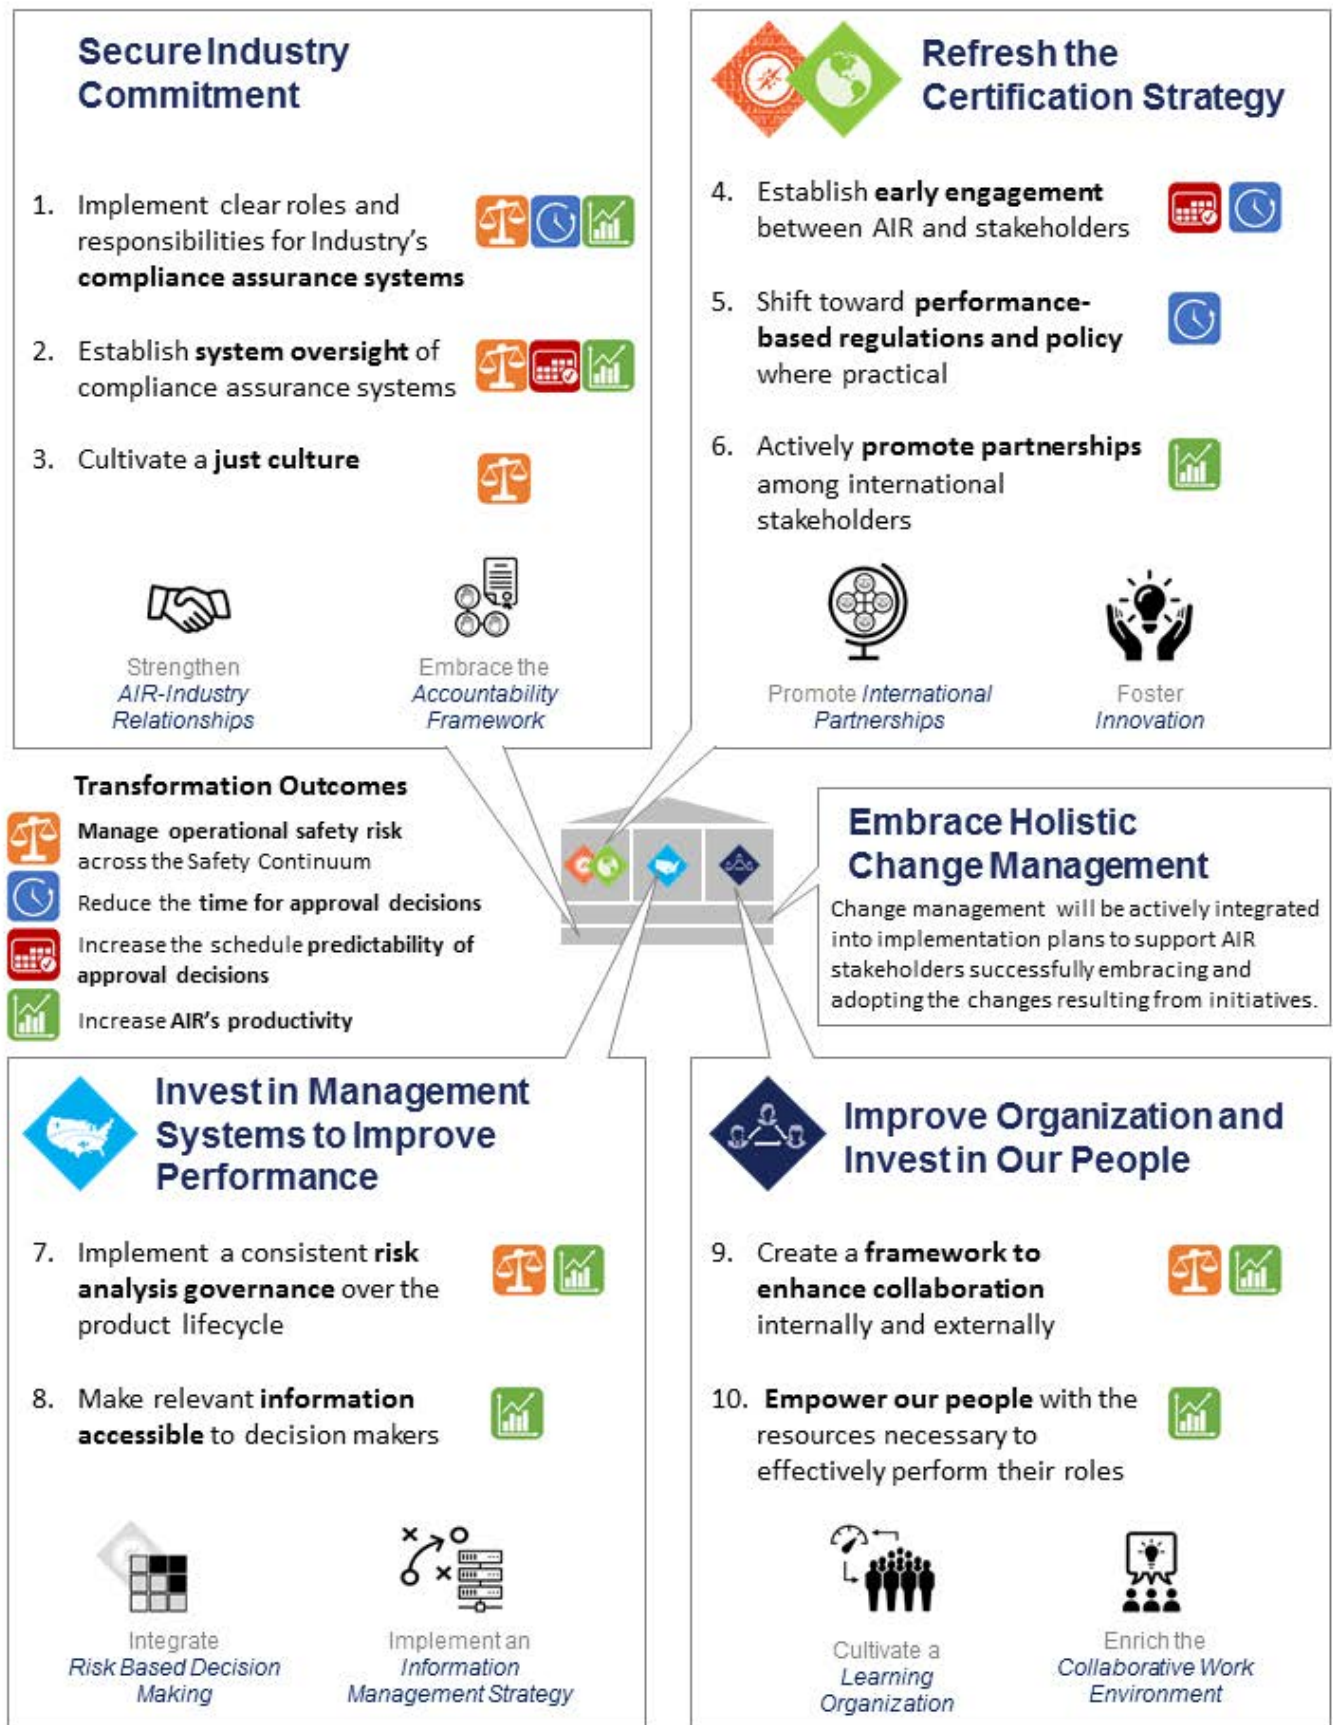 Secure Industry
Commitment
1. Implement clear roles and
responsibilities for Industry's
compliance assurance systems
2. Establish system oversight of
compliance assurance systems
3. Cultivate a just culture
Strengthen
AIR-Industry
Relationships
Embrace the
Accountability
Framework
Refresh the
Certification Strategy
4. Establish early engagement
between AIR and stakeholders
5. Shift toward performance-
based regulations and policy
where practical
6. Actively promote partnerships
among international
stakeholders
Promote International
Partnerships
Foster
Innovation
Transformation Outcomes
Manage operational safety risk
across the Safety Continuum
Reduce the time for approval decisions
Increase the schedule predictability of
approval decisions
Increase AIR's productivity
Embrace Holistic
Change Management
Change management will be actively integrated
into implementation plans to support AIR
stakeholders successfully embracing and
adopting the changes resulting from initiatives.
Invest in Management
Systems to Improve
Performance
7. Implement a consistent risk
analysis governance over the
product lifecycle
8. Make relevant information
accessible to decision makers
Integrate
Risk Based Decision
Making
Implement an
Information
Management Strategy
Improve Organization and
Invest in Our People
9. Create a framework to
enhance collaboration
internally and externally
10. Empower our people with the
resources necessary to
effectively perform their roles
Cultivate a
Learning
Organization
Enrich the
Collaborative Work
Environment